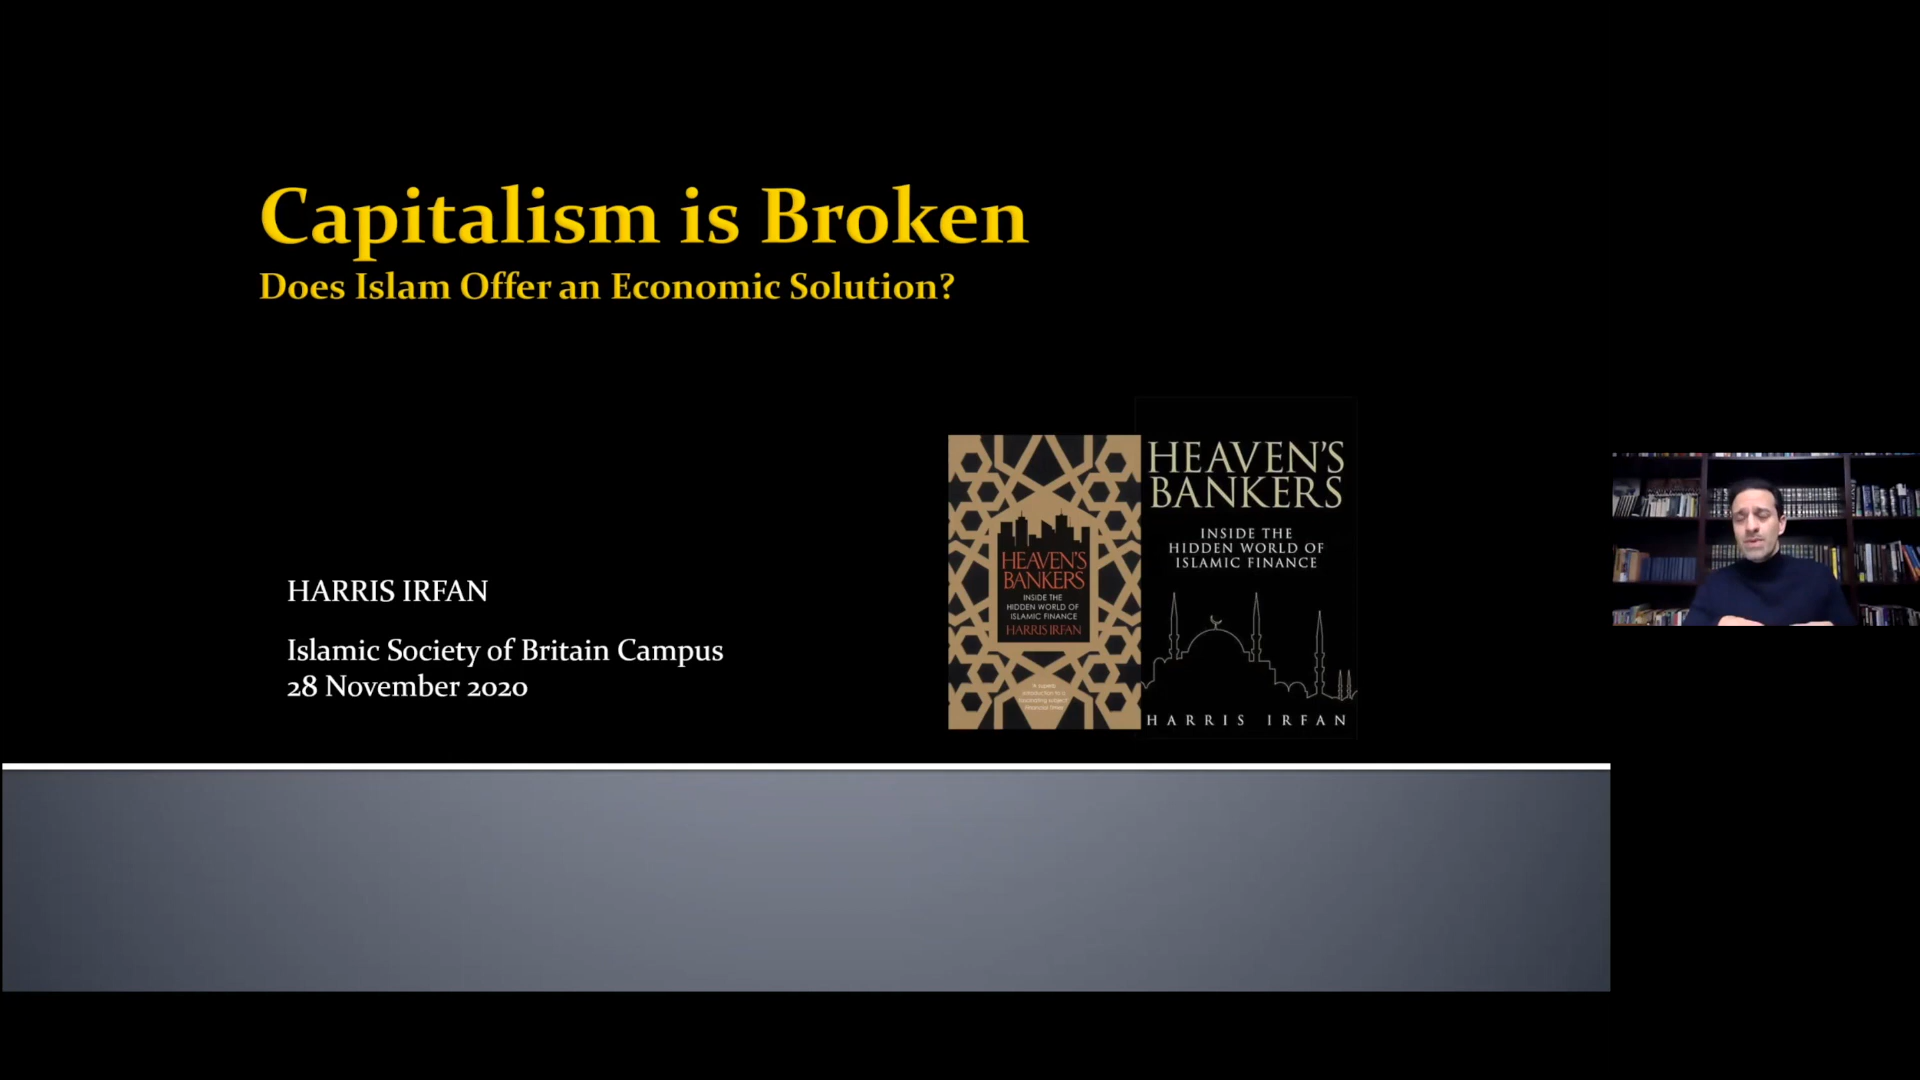 Capitalism is Broken
Does Islam Offer an Economic Solution?
HARRIS IRFAN
Islamic Society of Britain Campus
28 November 2020
HEAVEN'S
BANKERS
INSIDE THE
HIDDEN WORLD OF
ISLAMIC FINANCE
HARRIS IRFAN
HEAVEN'S
BANKERS
INSIDE THE
HIDDEN WORLD OF
ISLAMIC FINANCE
HARRIS IRFAN